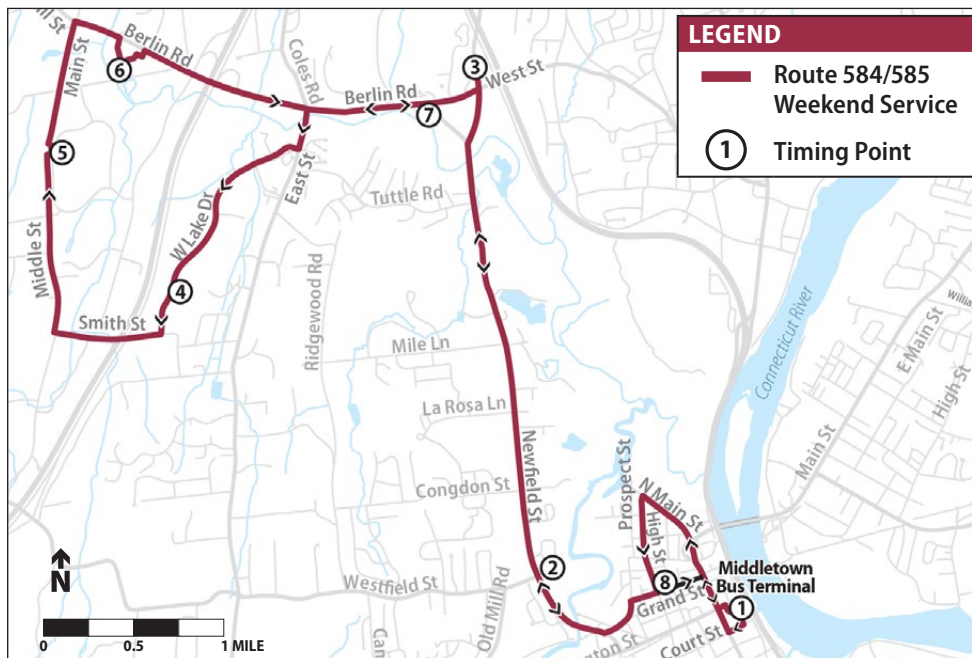 LEGEND
Route 584/585
Weekend Service
1
Timing Point
St
Main St
Berlin Rd
6
Coles Rd
Berlin Rd
3
West St
7
5
East St
Tuttle Rd
W Lake Dr
Middle St
4
Smith St
Ridgewood Rd
Mile Ln
La Rosa Ln
Newfield St
Congdon St
Connecticut River
E Main St
High St
Main St
Prospect St
N Main St
High St
N
Westfield St
2
Old Mill Rd
8
Grand St
Middletown
Bus Terminal
1
Court St
0
0.5
1 MILE